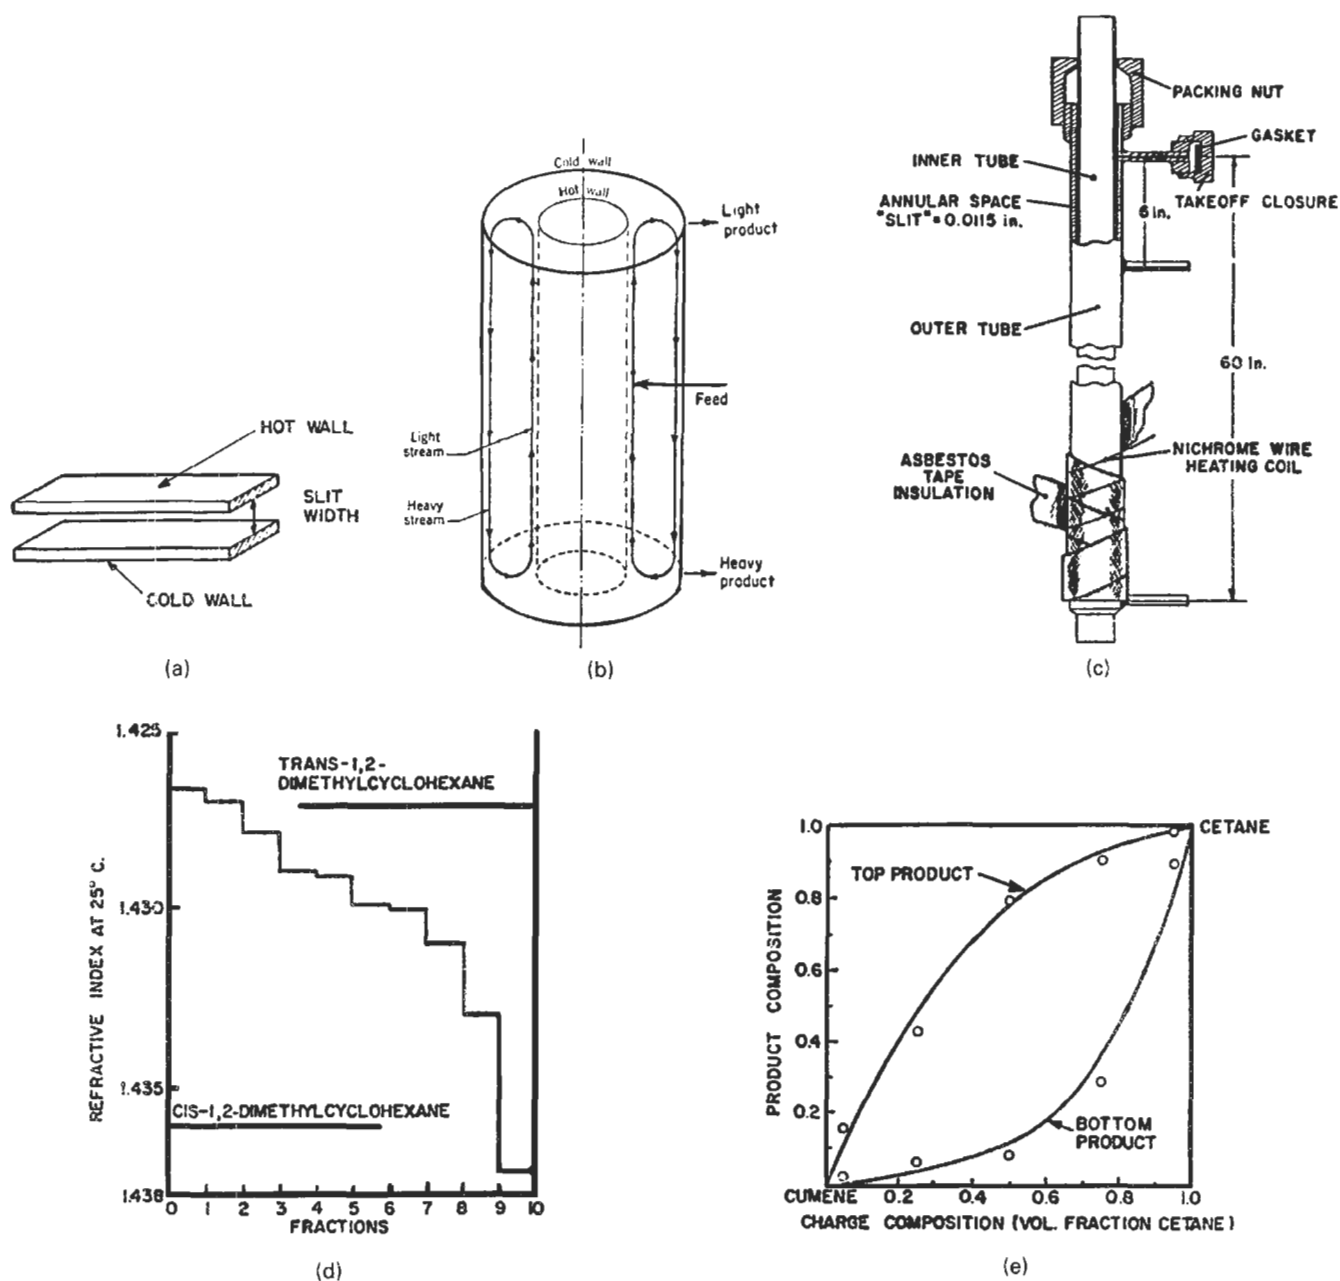 PACKING NUT
GASKET
INNER TUBE
ANNULAR SPACE
"SLIT"=0.0115 in.
6 in.
TAKEOFF CLOSURE
OUTER TUBE
60 in.
NICHROME WIRE
HEATING COIL
ASBESTOS
TAPE
INSULATION
(c)
Cold wall
Hot wall
Light
product
Feed
Light
stream
Heavy
stream
Heavy
product
(b)
HOT WALL
SLIT
WIDTH
COLD WALL
(a)
1.425
1.430
1.435
1.438
REFRACTIVE INDEX AT 25° C.
TRANS-1,2-
DIMETHYLCYCLOHEXANE
CIS-1,2-DIMETHYLCYCLOHEXANE
0 1 2 3 4 5 6 7 8 9 10
FRACTIONS
(d)
1.0
0.8
0.6
0.4
0.2
PRODUCT COMPOSITION
CETANE
TOP PRODUCT
BOTTOM
PRODUCT
CUMENE 0.2 0.4 0.6 0.8 1.0
CHARGE COMPOSITION (VOL. FRACTION CETANE)
(e)